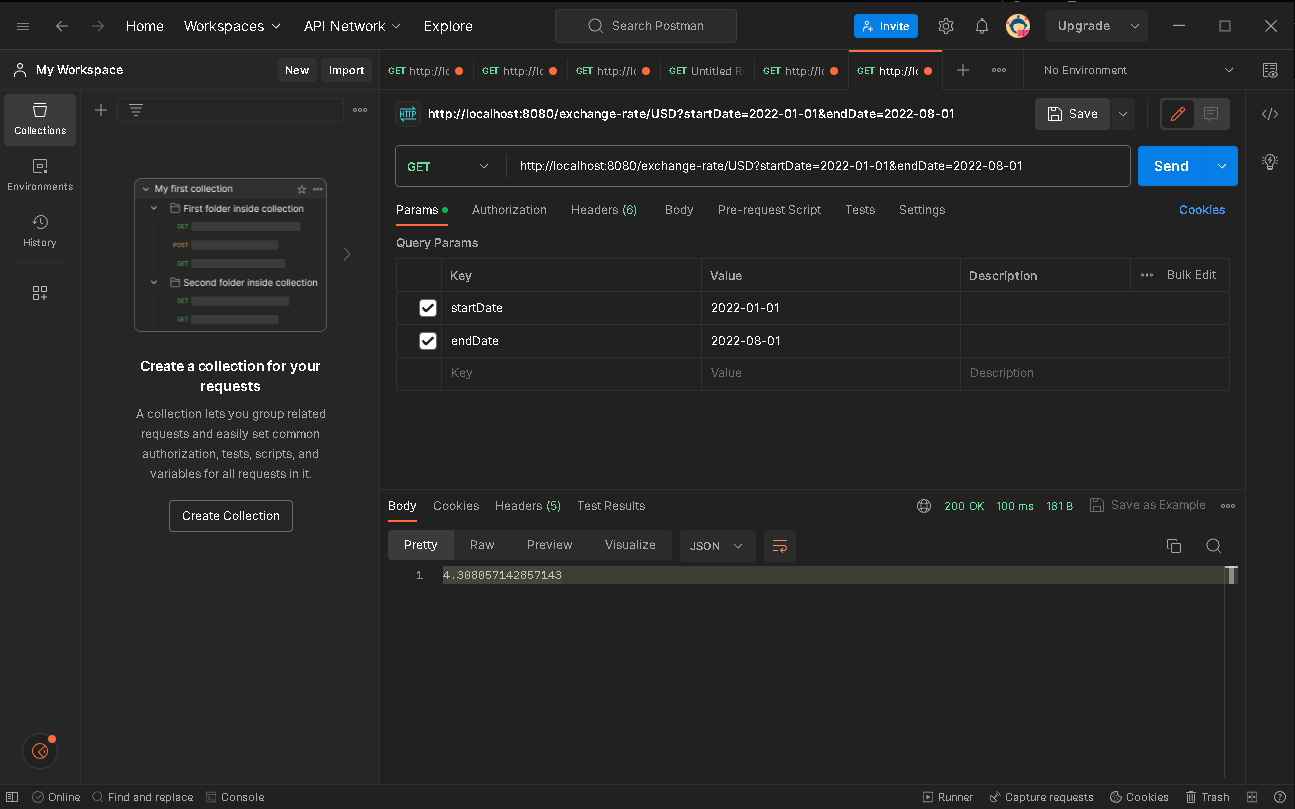 Home
Workspaces
API Network
Explore
Search Postman
Invite
Upgrade
My Workspace
New
Import
GET http://lc
GET http://lc
GET http://lc
GET Untitled R
GET http://lc
GET http://lc
No Environment
Collections
Environments
History
My first collection
First folder inside collection
GET
POST
GET
Second folder inside collection
GET
GET
Create a collection for your
requests
A collection lets you group related
requests and easily set common
authorization, tests, scripts, and
variables for all requests in it.
Create Collection
HTTP http://localhost:8080/exchange-rate/USD?startDate=2022-01-01&endDate=2022-08-01
Save
GET
http://localhost:8080/exchange-rate/USD?startDate=2022-01-01&endDate=2022-08-01
Send
Params
Authorization
Headers (6)
Body
Pre-request Script
Tests
Settings
Cookies
Query Params
Key
Value
Description
Bulk Edit
startDate
2022-01-01
endDate
2022-08-01
Key
Value
Description
Body
Cookies
Headers (5)
Test Results
200 OK
100 ms
181 B
Save as Example
Pretty
Raw
Preview
Visualize
JSON
1
4.308057142857143
Online
Find and replace
Console
Runner
Capture requests
Cookies
Trash